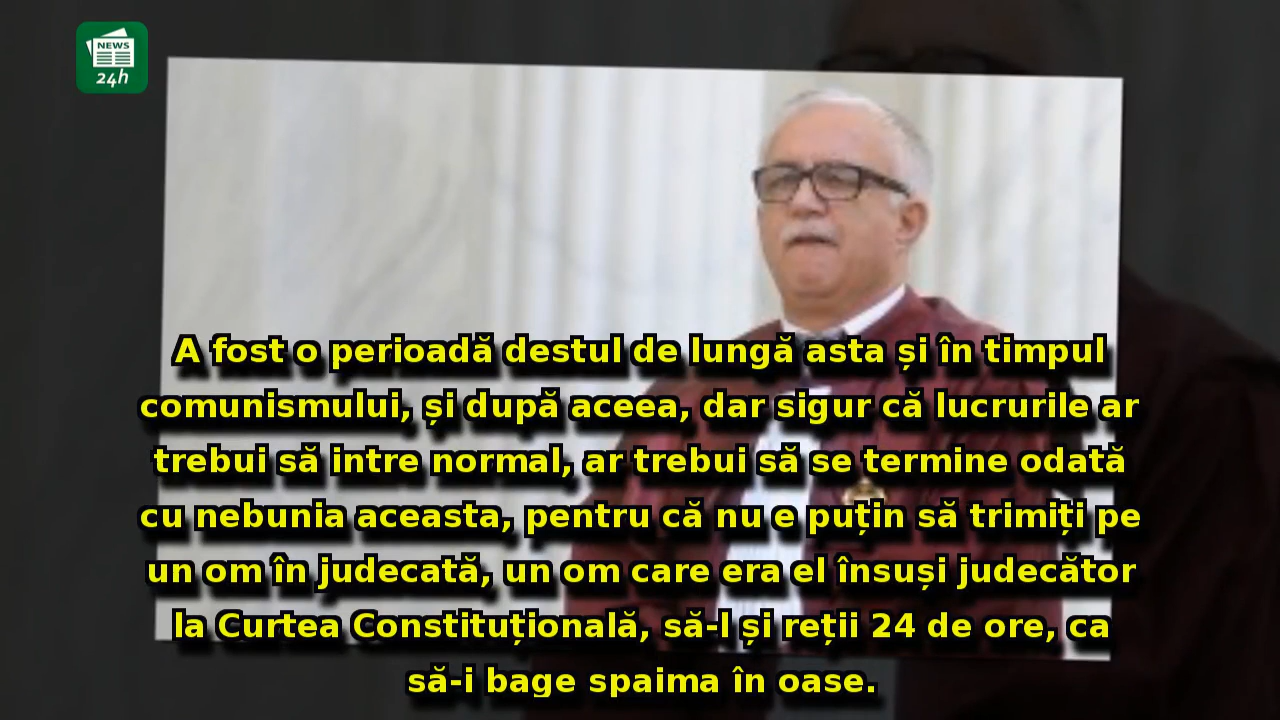 NEWS
24h
A fost o perioadă destul de lungă asta și în timpul
comunismului, și după aceea, dar sigur că lucrurile ar
trebui să intre normal, ar trebui să se termine odată
cu nebunia aceasta, pentru că nu e puțin să trimiți pe
un om în judecată, un om care era el însuși judecător
la Curtea Constituțională, să-l și reții 24 de ore, ca
să-i bage spaima în oase.